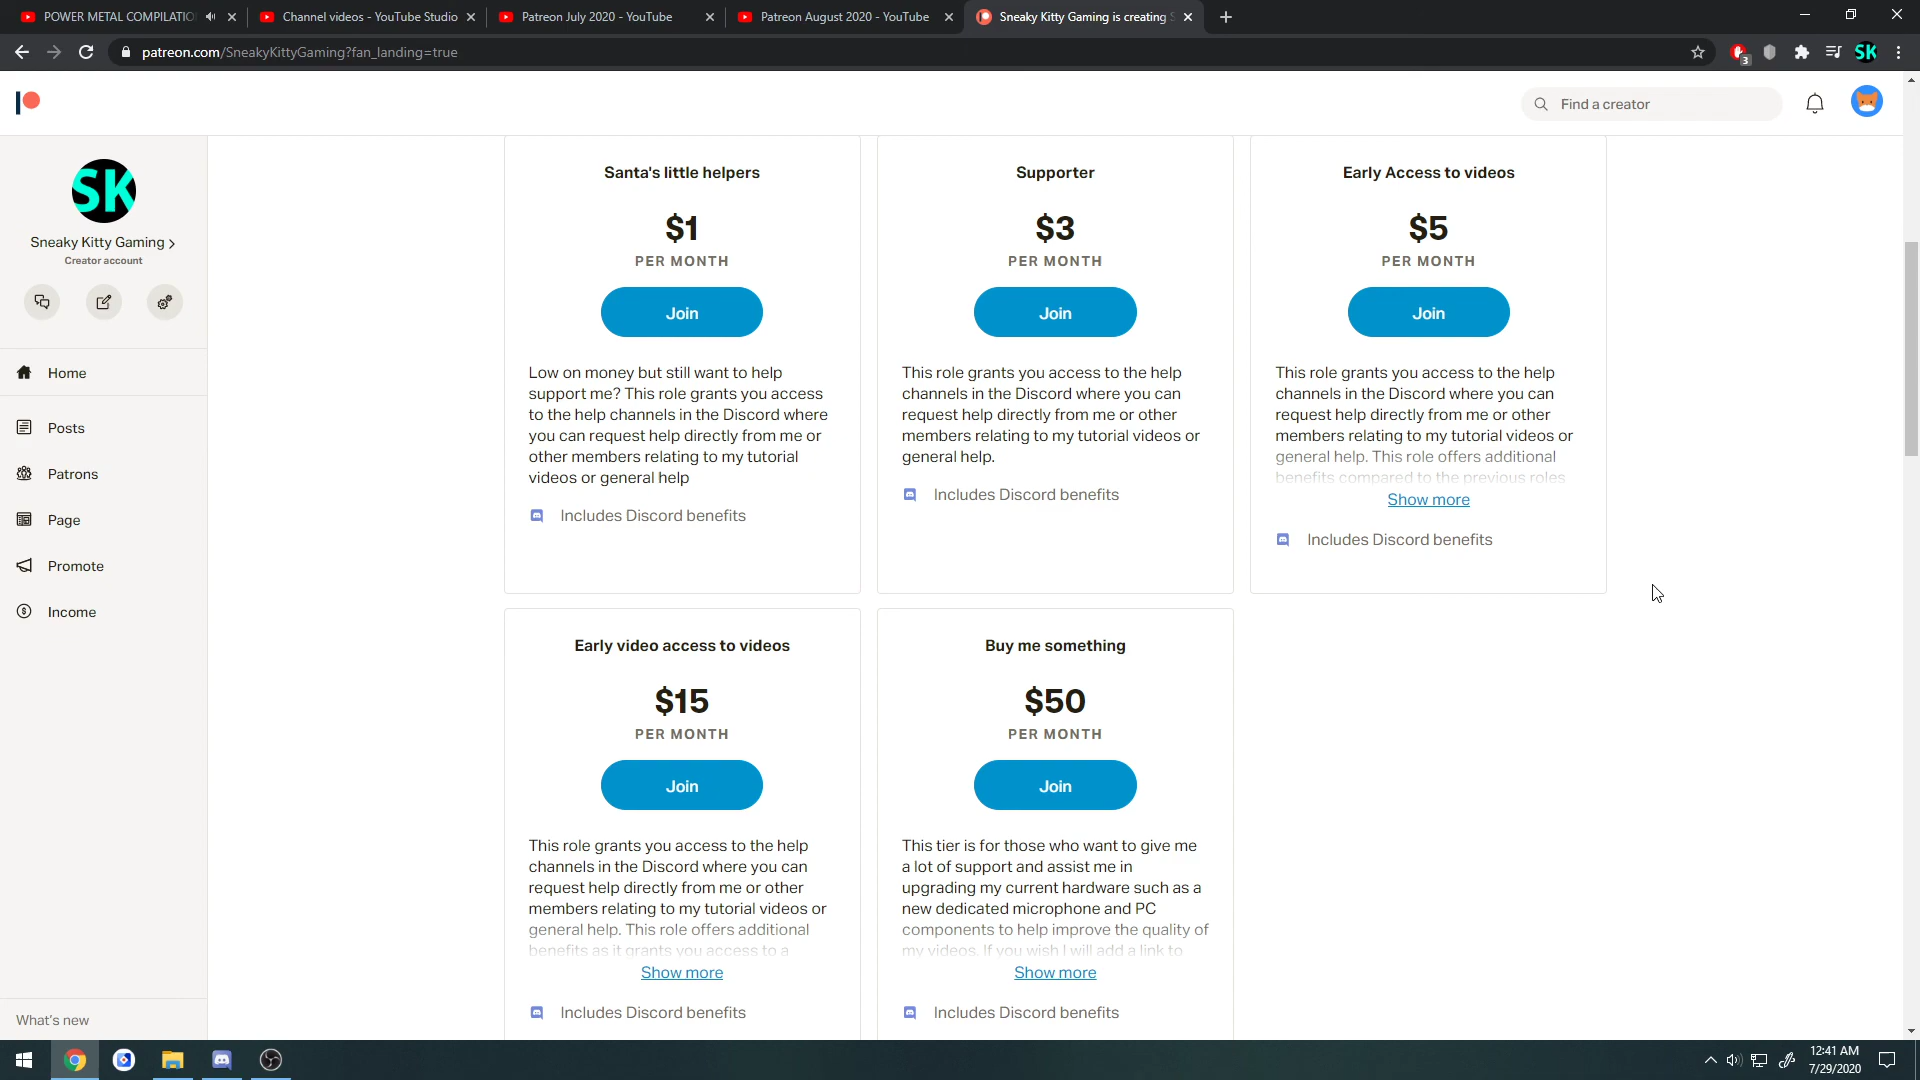 POWER METAL COMPILATIO
Channel videos - YouTube Studio
Patreon July 2020 - YouTube
Patreon August 2020 - YouTube
Sneaky Kitty Gaming is creating
patreon.com/SneakyKittyGaming?fan_landing=true
3
SK
Find a creator
SK
Sneaky Kitty Gaming
Creator account
Home
Posts
Patrons
Page
Promote
Income
What's new
Santa's little helpers
$1
PER MONTH
Join
Low on money but still want to help
support me? This role grants you access
to the help channels in the Discord where
you can request help directly from me or
other members relating to my tutorial
videos or general help
Includes Discord benefits
Supporter
$3
PER MONTH
Join
This role grants you access to the help
channels in the Discord where you can
request help directly from me or other
members relating to my tutorial videos or
general help.
Includes Discord benefits
Early Access to videos
$5
PER MONTH
Join
This role grants you access to the help
channels in the Discord where you can
request help directly from me or other
members relating to my tutorial videos or
general help. This role offers additional
benefits compared to the previous roles
Show more
Includes Discord benefits
Early video access to videos
$15
PER MONTH
Join
This role grants you access to the help
channels in the Discord where you can
request help directly from me or other
members relating to my tutorial videos or
general help. This role offers additional
benefits as it grants you access to a
Show more
Includes Discord benefits
Buy me something
$50
PER MONTH
Join
This tier is for those who want to give me
a lot of support and assist me in
upgrading my current hardware such as a
new dedicated microphone and PC
components to help improve the quality of
my videos. If you wish I will add a link to
Show more
Includes Discord benefits
12:41 AM
7/29/2020